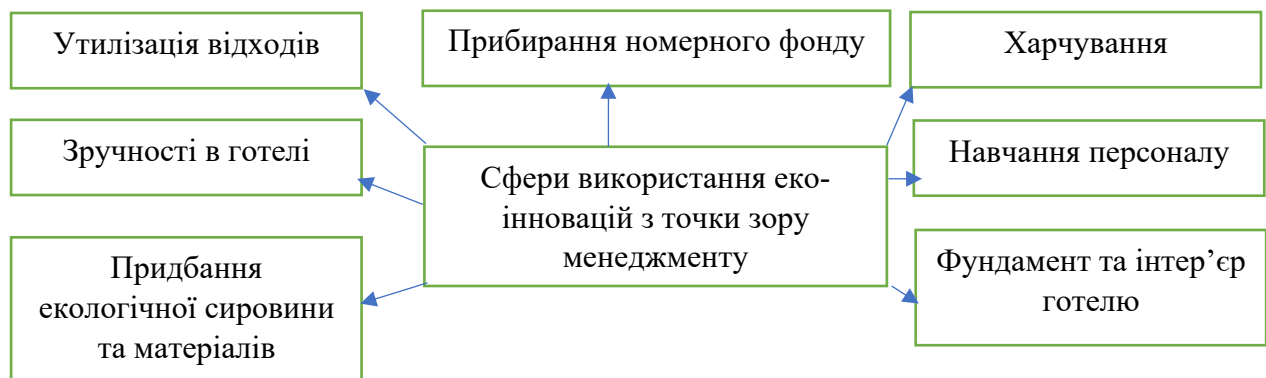 Утилізація відходів
Прибирання номерного фонду
Харчування
Зручності в готелі
Сфери використання еко-
інновацій з точки зору
менеджменту
Навчання персоналу
Придбання
екологічної сировини
та матеріалів
Фундамент та інтер’єр
готелю